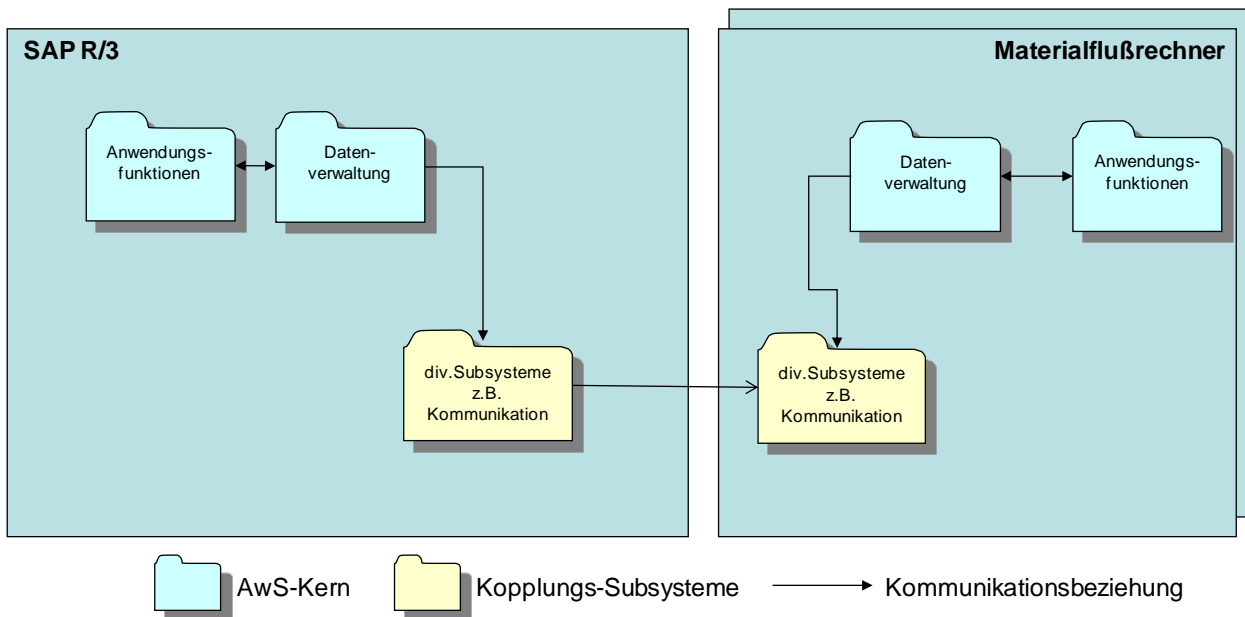 SAP R/3
Materialflußrechner
Anwendungs-
funktionen
Daten-
verwaltung
Daten-
verwaltung
Anwendungs-
funktionen
div.Subsysteme
z.B.
Kommunikation
div.Subsysteme
z.B.
Kommunikation
AwS-Kern
Kopplungs-Subsysteme
Kommunikationsbeziehung